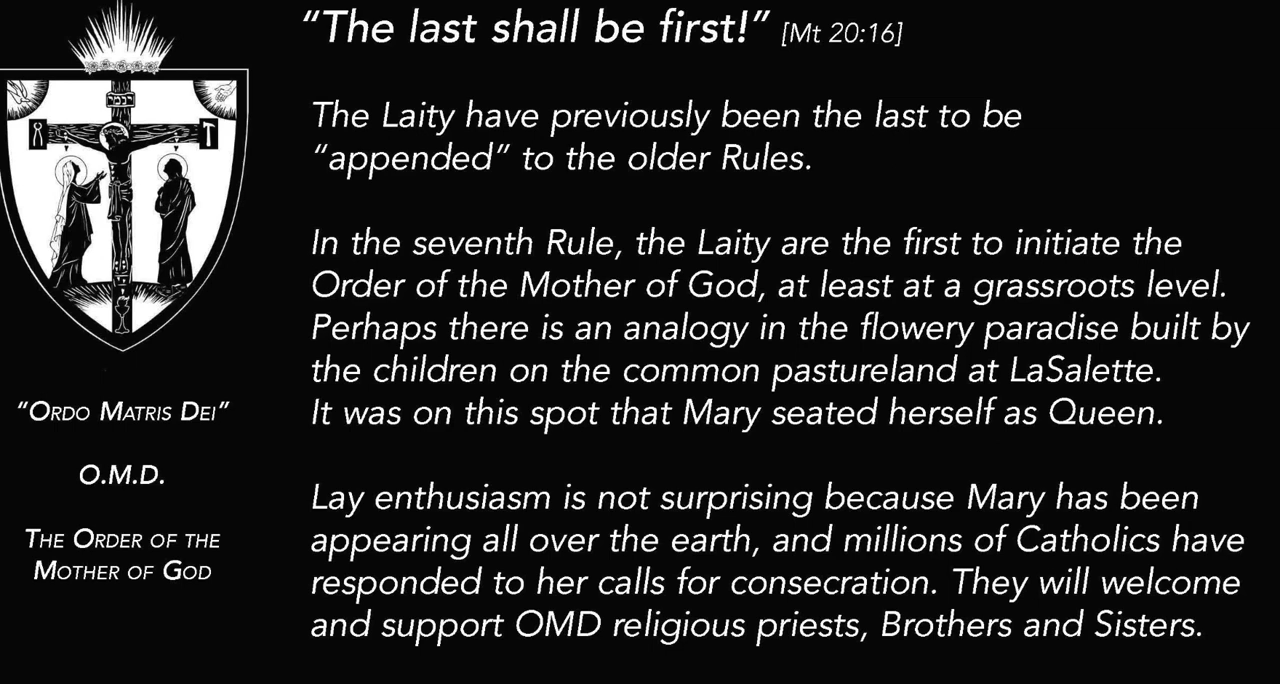 “The last shall be first!” [Mt 20:16]
The Laity have previously been the last to be
“appended” to the older Rules.
In the seventh Rule, the Laity are the first to initiate the
Order of the Mother of God, at least at a grassroots level.
Perhaps there is an analogy in the flowery paradise built by
the children on the common pastureland at LaSalette.
It was on this spot that Mary seated herself as Queen.
Lay enthusiasm is not surprising because Mary has been
appearing all over the earth, and millions of Catholics have
responded to her calls for consecration. They will welcome
and support OMD religious priests, Brothers and Sisters.
“Ordo Matris Dei”
O.M.D.
The Order of the
Mother of God